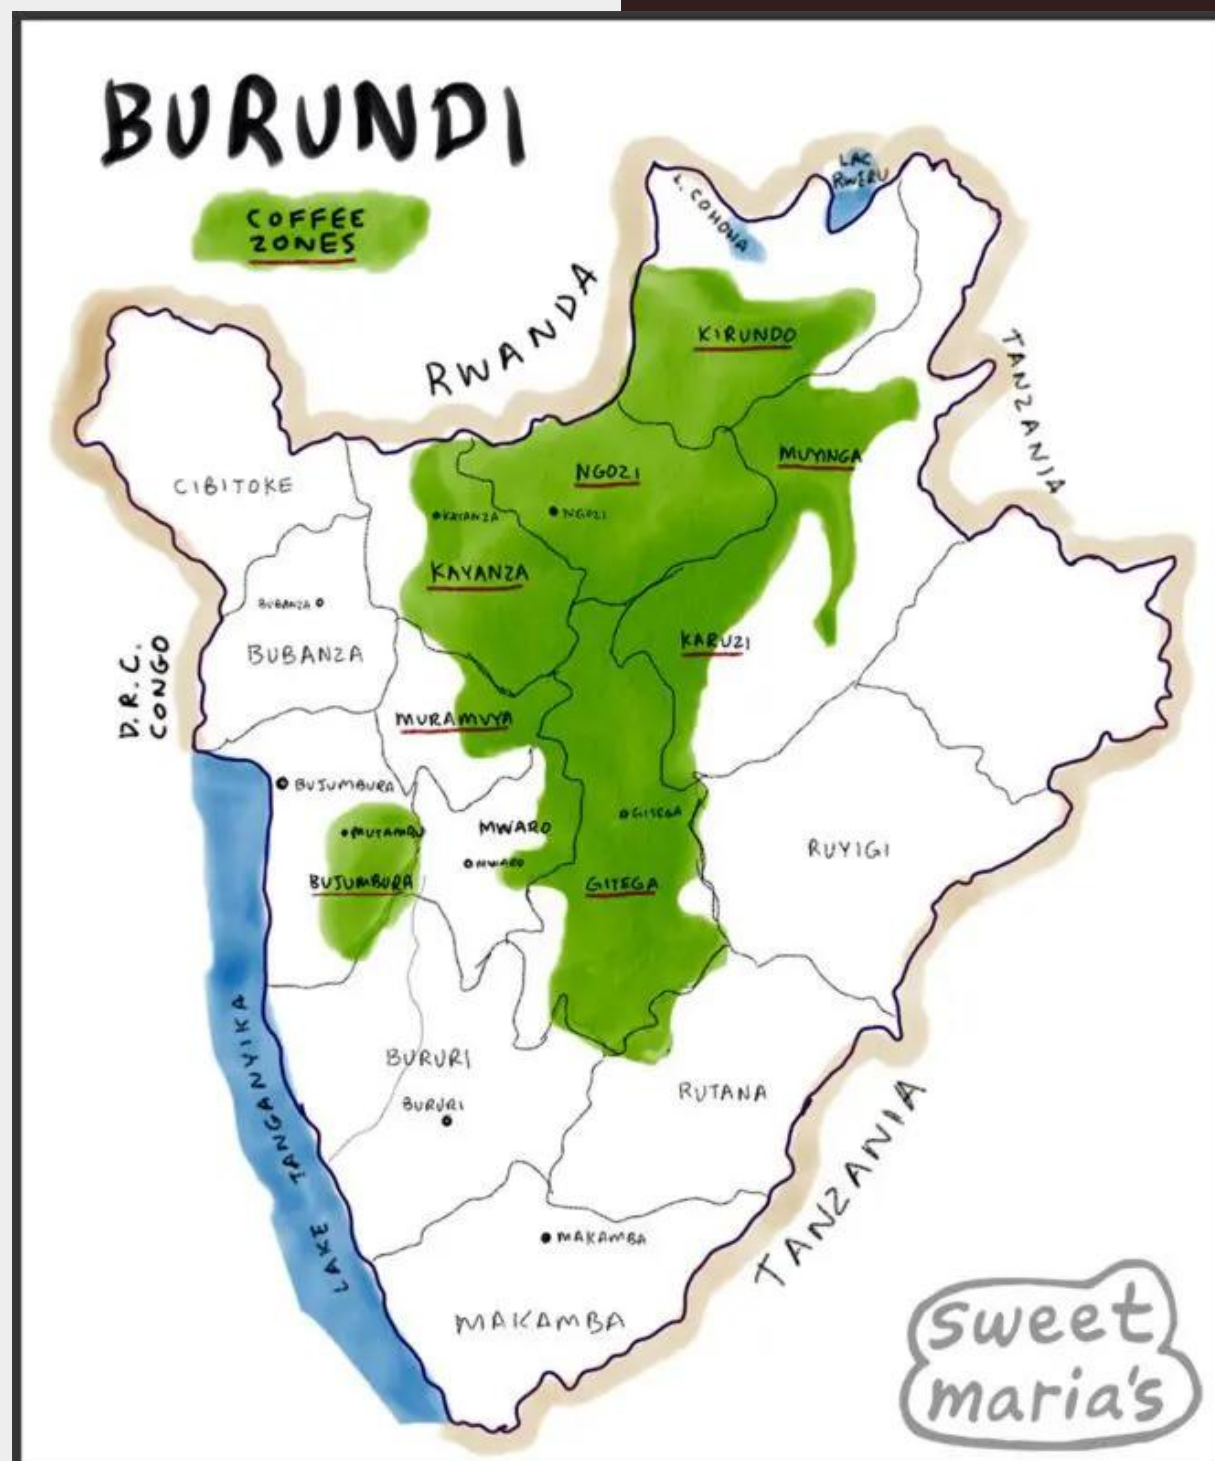 BURUNDI
COFFEE
ZONES
LAC
RWERU
L. COHOHA
RWANDA
KIRUNDO
TANZANIA
MUYINGA
NGOZI
NGOZI
CIBITOKE
KAYANZA
KAYANZA
BUBANZA
BUBANZA
D.R.C.
CONGO
KARUZI
MURAMVYA
BUJUMBURA
MUTAMBU
BUJUMBURA
MWARO
MWARO
GITEGA
GITEGA
RUYIGI
LAKE TANGANYIKA
BURURI
BURURI
RUTANA
TANZANIA
MAKAMBA
MAKAMBA
sweet
maria's